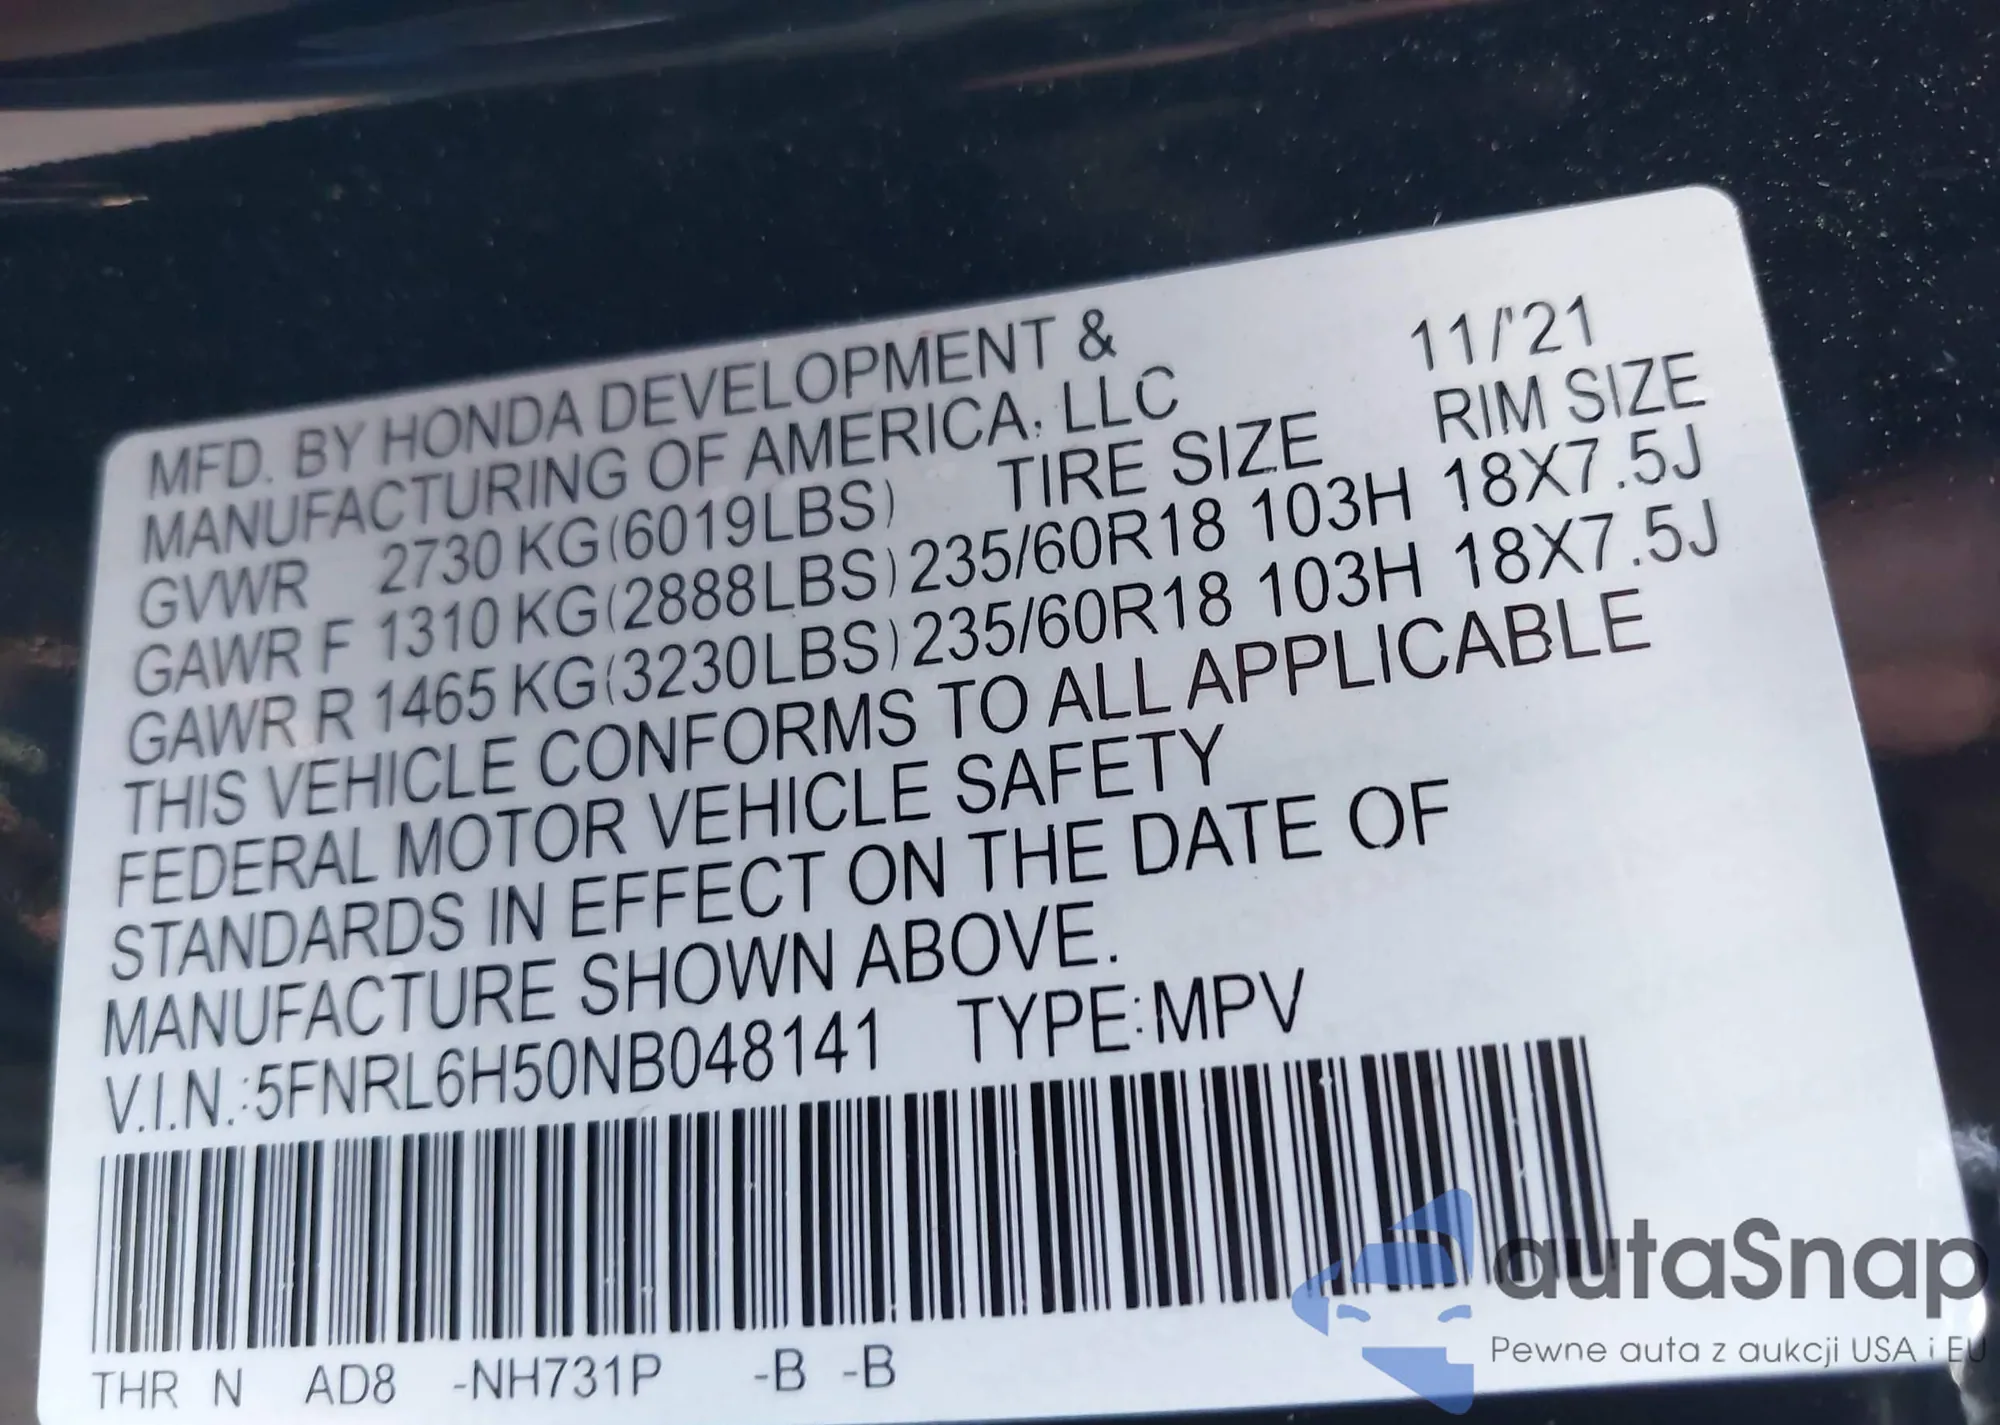 MFD. BY HONDA DEVELOPMENT & 11/'21
MANUFACTURING OF AMERICA, LLC RIM SIZE
GVWR 2730 KG(6019LBS) TIRE SIZE
GAWR F 1310 KG(2888LBS) 235/60R18 103H 18X7.5J
GAWR R 1465 KG(3230LBS) 235/60R18 103H 18X7.5J
THIS VEHICLE CONFORMS TO ALL APPLICABLE
FEDERAL MOTOR VEHICLE SAFETY
STANDARDS IN EFFECT ON THE DATE OF
MANUFACTURE SHOWN ABOVE.
V.I.N.:5FNRL6H50NB048141 TYPE:MPV
THR N AD8 -NH731P -B -B
autaSnap
Pewne auta z aukcji USA i EU